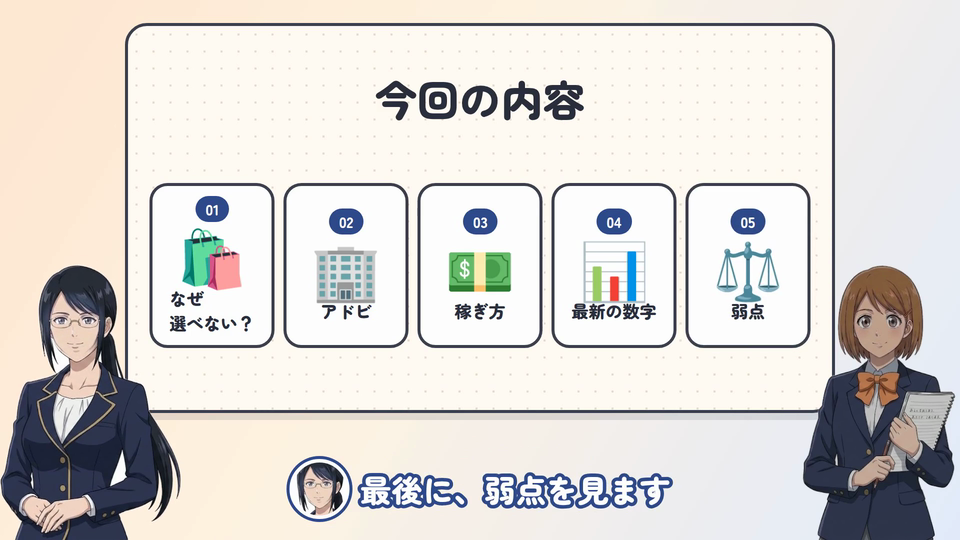 今回の内容
01
なぜ
選べない？
02
アドビ
03
稼ぎ方
04
最新の数字
05
弱点
最後に、弱点を見ます